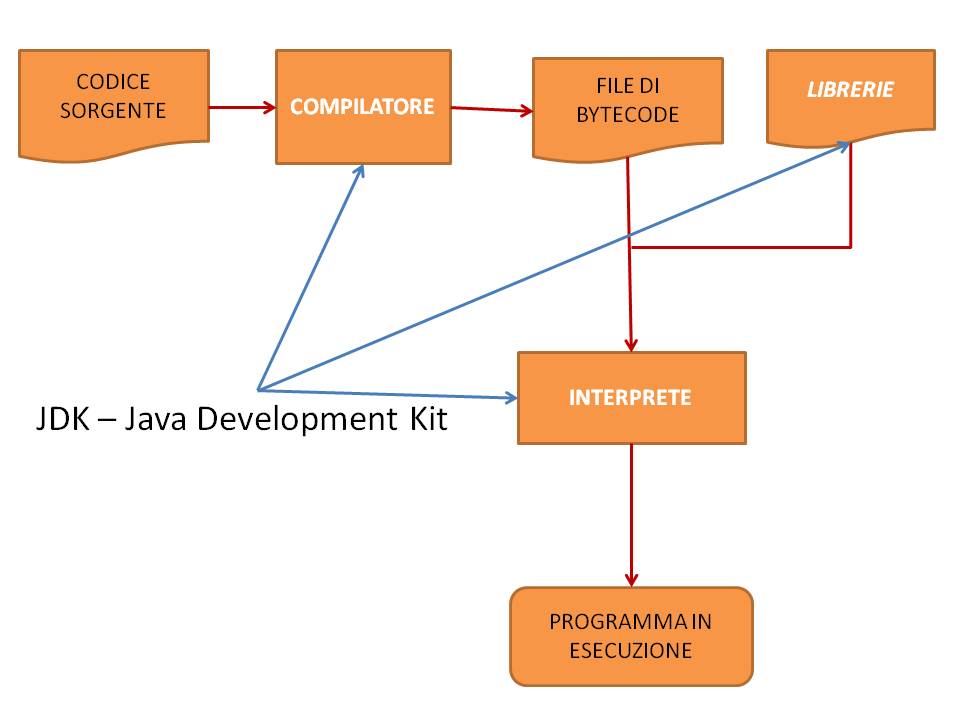 CODICE
SORGENTE
COMPILATORE
FILE DI
BYTECODE
LIBRERIE
INTERPRETE
JDK – Java Development Kit
PROGRAMMA IN
ESECUZIONE